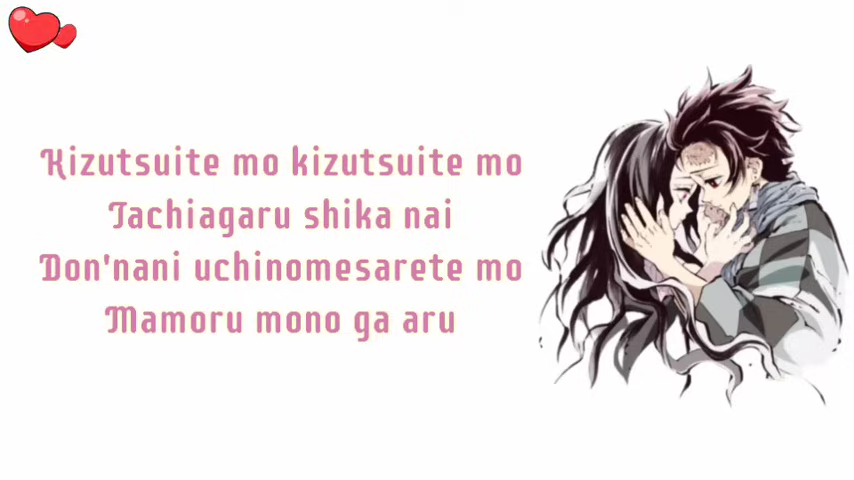 Kizutsuite mo kizutsuite mo
Tachiagaru shika nai
Don'nani uchinomesarete mo
Mamoru mono ga aru